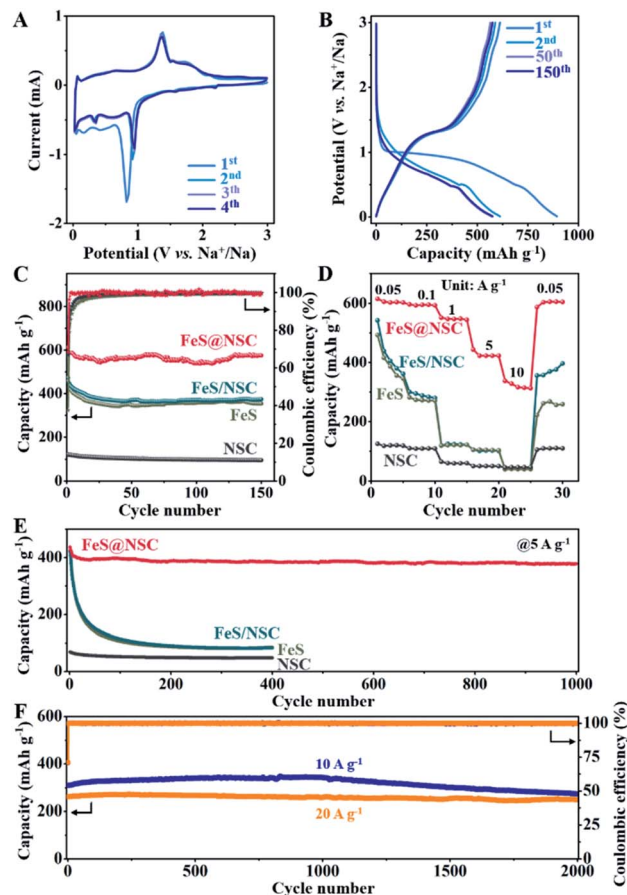 A
Current (mA)
1
0
-1
-2
0 1 2 3
Potential (V vs. Na⁺/Na)
1ˢᵗ
2ⁿᵈ
3ᵗʰ
4ᵗʰ
B
Potential (V vs. Na⁺/Na)
3
2
1
0
0 250 500 750 1000
Capacity (mAh g⁻¹)
1ˢᵗ
2ⁿᵈ
50ᵗʰ
150ᵗʰ
C
Capacity (mAh g⁻¹)
800
600
400
200
0
0 50 100 150
Cycle number
Coulombic efficiency (%)
100
80
60
40
20
0
FeS@NSC
FeS/NSC
FeS
NSC
D
Capacity (mAh g⁻¹)
600
400
200
0
0 10 20 30
Cycle number
Unit: A g⁻¹
0.05
0.1
1
5
10
0.05
FeS@NSC
FeS/NSC
FeS
NSC
E
Capacity (mAh g⁻¹)
400
200
0
0 200 400 600 800 1000
Cycle number
FeS@NSC
@5 A g⁻¹
FeS/NSC
FeS
NSC
F
Capacity (mAh g⁻¹)
600
400
200
0
0 500 1000 1500 2000
Cycle number
Coulombic efficiency (%)
100
75
50
25
0
10 A g⁻¹
20 A g⁻¹